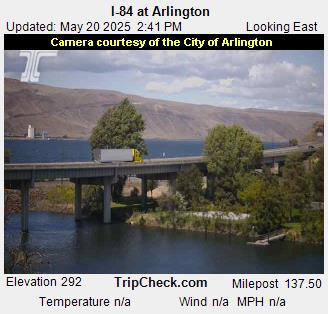 I-84 at Arlington
Updated: May 20 2025 2:41 PM Looking East
Camera courtesy of the City of Arlington
Elevation 292 TripCheck.com Milepost 137.50
Temperature n/a Wind n/a MPH n/a